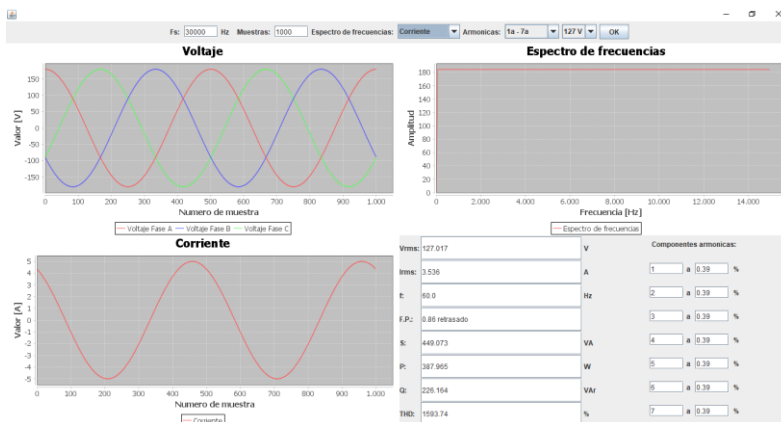 Fs: 30000 Hz Muestras: 1000 Espectro de frecuencias: Corriente Armonicas: 1a - 7a 127 V OK
Voltaje
Valor [V]
150
100
50
0
-50
-100
-150
0 100 200 300 400 500 600 700 800 900 1.000
Numero de muestra
Voltaje Fase A Voltaje Fase B Voltaje Fase C
Espectro de frecuencias
Amplitud
180
160
140
120
100
80
60
40
20
0
0 2.000 4.000 6.000 8.000 10.000 12.000 14.000
Frecuencia [Hz]
Espectro de frecuencias
Corriente
Valor [A]
5
4
3
2
1
0
-1
-2
-3
-4
-5
0 100 200 300 400 500 600 700 800 900 1.000
Numero de muestra
Corriente
Vrms: 127.017 V
Irms: 3.536 A
f: 60.0 Hz
F.P.: 0.86 retrasado
S: 449.073 VA
P: 387.965 W
Q: 226.164 VAr
THD: 1593.74 %
Componentes armonicas:
1 a 0.39 %
2 a 0.39 %
3 a 0.39 %
4 a 0.39 %
5 a 0.39 %
6 a 0.39 %
7 a 0.39 %